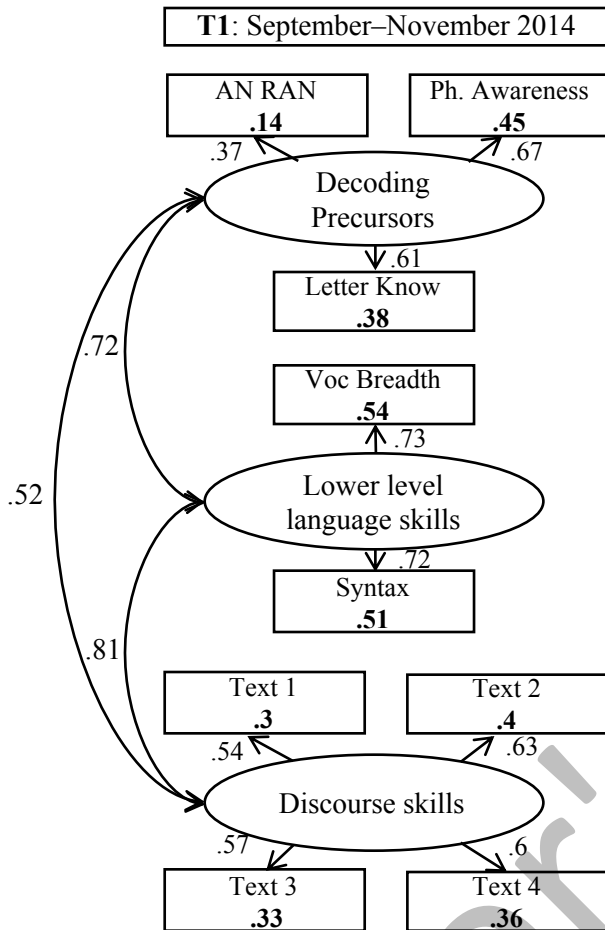 T1: September–November 2014
AN RAN
.14
Ph. Awareness
.45
.37
.67
Decoding
Precursors
.61
Letter Know
.38
.72
Voc Breadth
.54
.73
.52
Lower level
language skills
.72
Syntax
.51
.81
Text 1
.3
Text 2
.4
.54
.63
Discourse skills
.57
.6
Text 3
.33
Text 4
.36